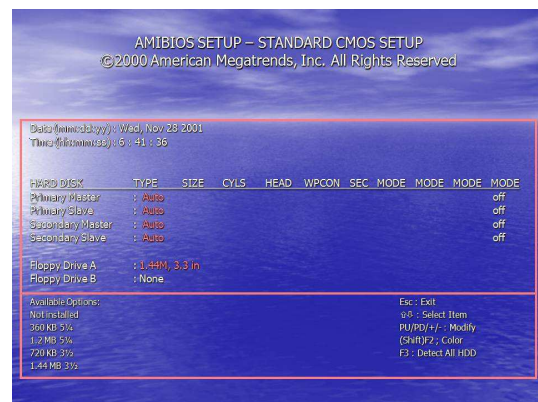 AMIBIOS SETUP – STANDARD CMOS SETUP
©2000 American Megatrends, Inc. All Rights Reserved
Date (mm:dd:yy) : Wed, Nov 28 2001
Time (hh:mm:ss) : 6 : 41 : 36
HARD DISK TYPE SIZE CYLS HEAD WPCON SEC MODE MODE MODE MODE
Primary Master : Auto off
Primary Slave : Auto off
Secondary Master : Auto off
Secondary Slave : Auto off
Floppy Drive A : 1.44M, 3.3 in
Floppy Drive B : None
Available Options: Esc : Exit
Not installed ⇧⇩ : Select Item
360 KB 5¼ PU/PD/+/- : Modify
1.2 MB 5¼ (Shift)F2 ; Color
720 KB 3½ F3 : Detect All HDD
1.44 MB 3½